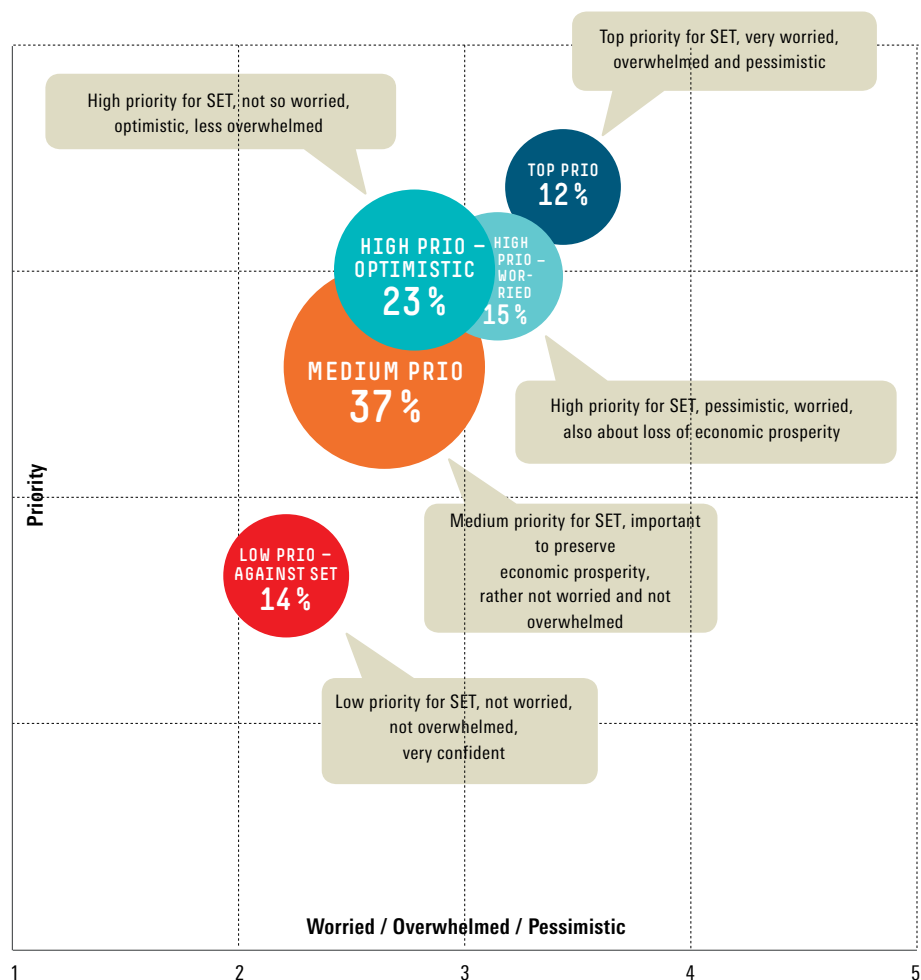 Top priority for SET, very worried,
overwhelmed and pessimistic
High priority for SET, not so worried,
optimistic, less overwhelmed
TOP PRIO
12 %
HIGH PRIO –
OPTIMISTIC
23 %
HIGH
PRIO –
WOR-
RIED
15 %
MEDIUM PRIO
37 %
High priority for SET, pessimistic, worried,
also about loss of economic prosperity
Priority
Medium priority for SET, important
to preserve
economic prosperity,
rather not worried and not
overwhelmed
LOW PRIO –
AGAINST SET
14 %
Low priority for SET, not worried,
not overwhelmed,
very confident
Worried / Overwhelmed / Pessimistic
1 2 3 4 5